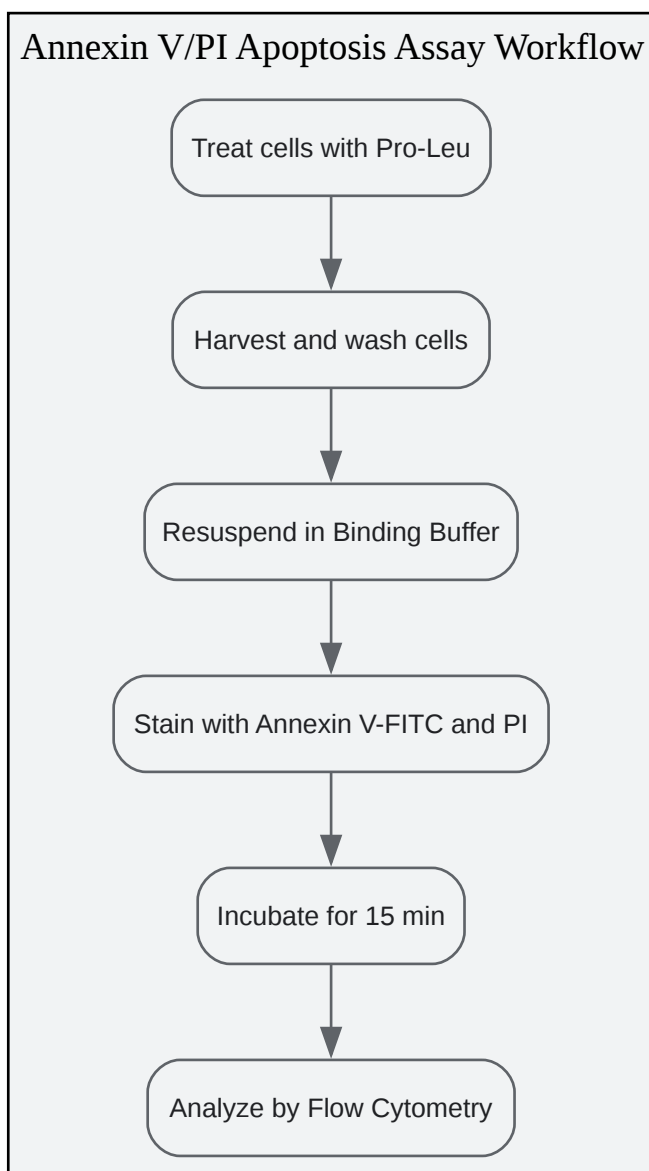 Annexin V/PI Apoptosis Assay Workflow
Treat cells with Pro-Leu
Harvest and wash cells
Resuspend in Binding Buffer
Stain with Annexin V-FITC and PI
Incubate for 15 min
Analyze by Flow Cytometry